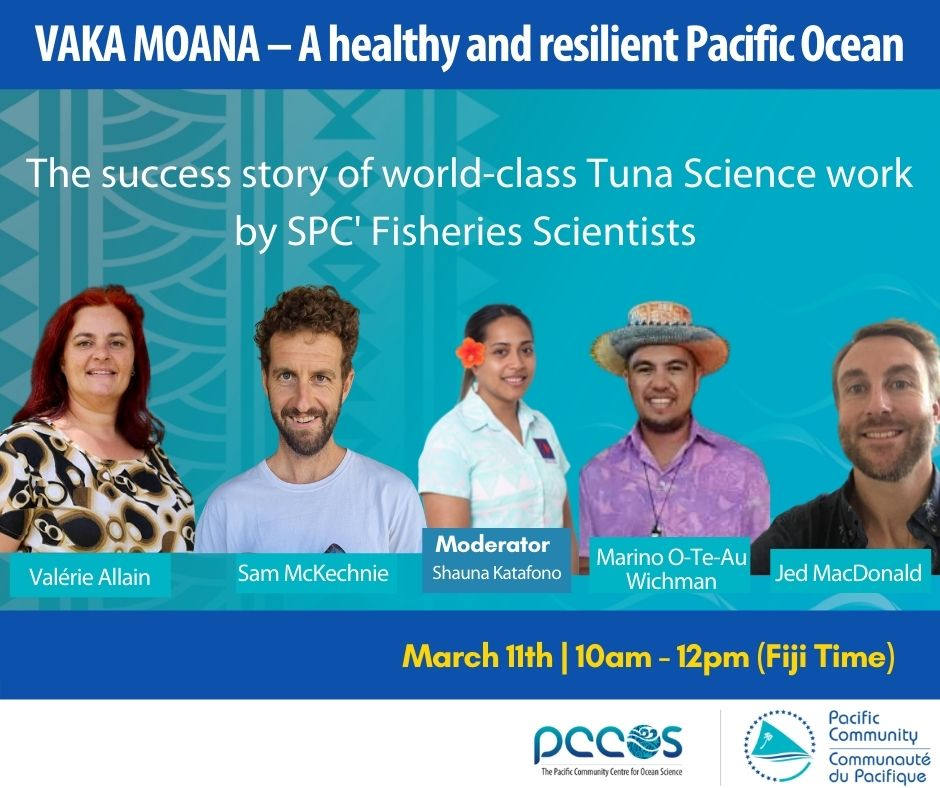 VAKA MOANA – A healthy and resilient Pacific Ocean
The success story of world-class Tuna Science work
by SPC' Fisheries Scientists
Valérie Allain
Sam McKechnie
Moderator
Shauna Katafono
Marino O-Te-Au
Wichman
Jed MacDonald
March 11th | 10am - 12pm (Fiji Time)
pccos
The Pacific Community Centre for Ocean Science
Pacific
Community
Communauté
du Pacifique